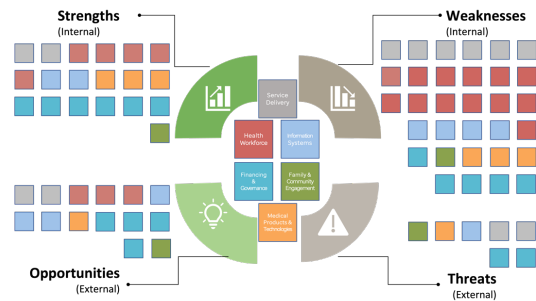 Strengths
(Internal)
Weaknesses
(Internal)
Service
Delivery
Health
Workforce
Information
Systems
Financing
&
Governance
Family &
Community
Engagement
Medical
Products &
Technologies
Opportunities
(External)
Threats
(External)